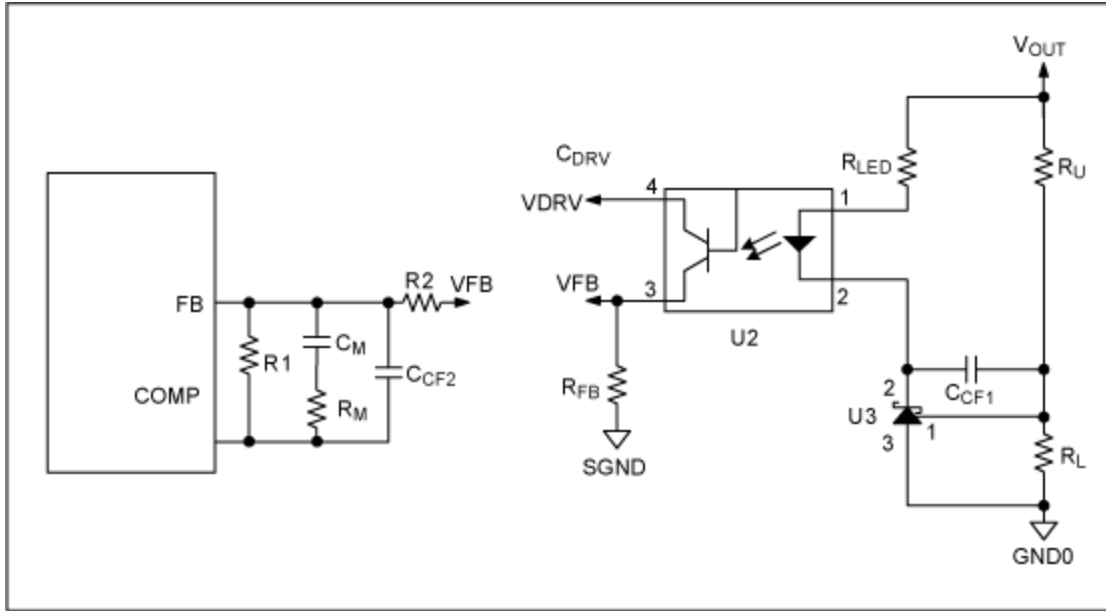 VOUT
CDRV
RLED
RU
4
1
VDRV
R2
VFB
VFB
3
2
FB
U2
R1
CM
CCF2
RFB
2
CCF1
COMP
RM
U3
1
3
RL
SGND
GND0